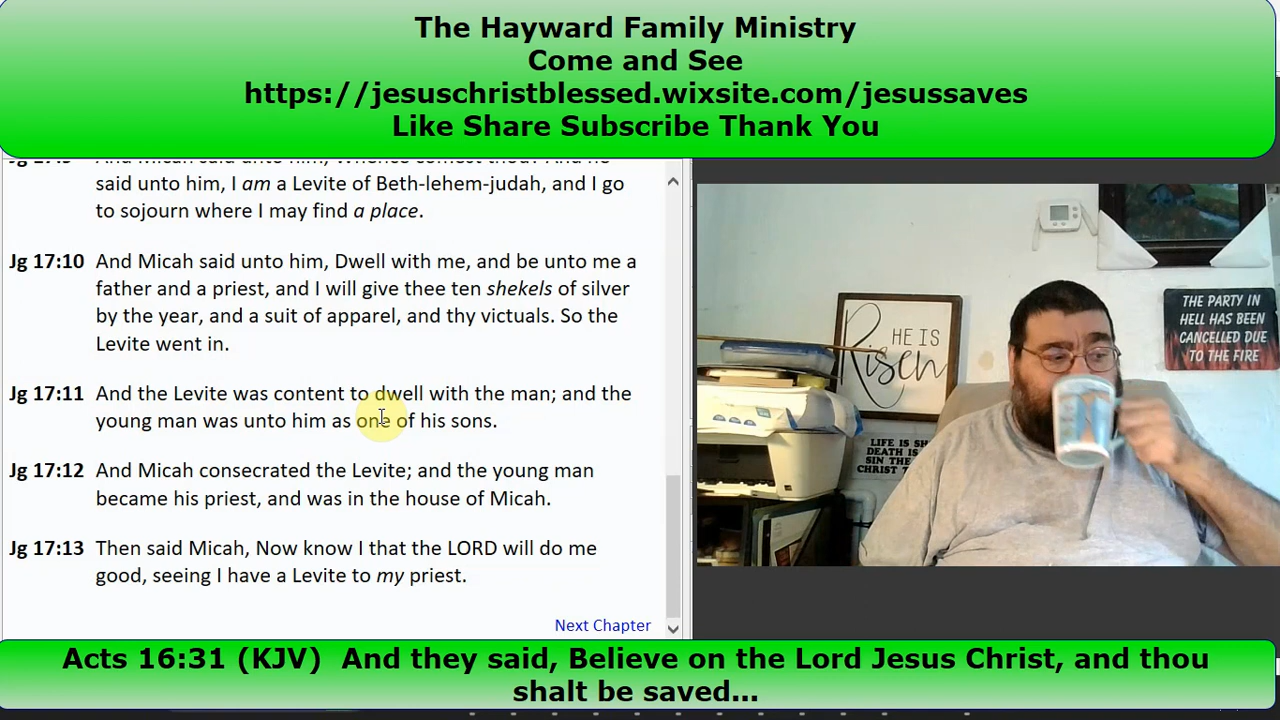 The Hayward Family Ministry
Come and See
https://jesuschristblessed.wixsite.com/jesussaves
Like Share Subscribe Thank You
said unto him, I am a Levite of Beth-lehem-judah, and I go
to sojourn where I may find a place.
Jg 17:10 And Micah said unto him, Dwell with me, and be unto me a
father and a priest, and I will give thee ten shekels of silver
by the year, and a suit of apparel, and thy victuals. So the
Levite went in.
Jg 17:11 And the Levite was content to dwell with the man; and the
young man was unto him as one of his sons.
Jg 17:12 And Micah consecrated the Levite; and the young man
became his priest, and was in the house of Micah.
Jg 17:13 Then said Micah, Now know I that the LORD will do me
good, seeing I have a Levite to my priest.
Next Chapter
HE IS
Risen
THE PARTY IN
HELL HAS BEEN
CANCELLED DUE
TO THE FIRE
LIFE IS
DEATH IS
SIN THE
CHRIST
Acts 16:31 (KJV) And they said, Believe on the Lord Jesus Christ, and thou
shalt be saved...